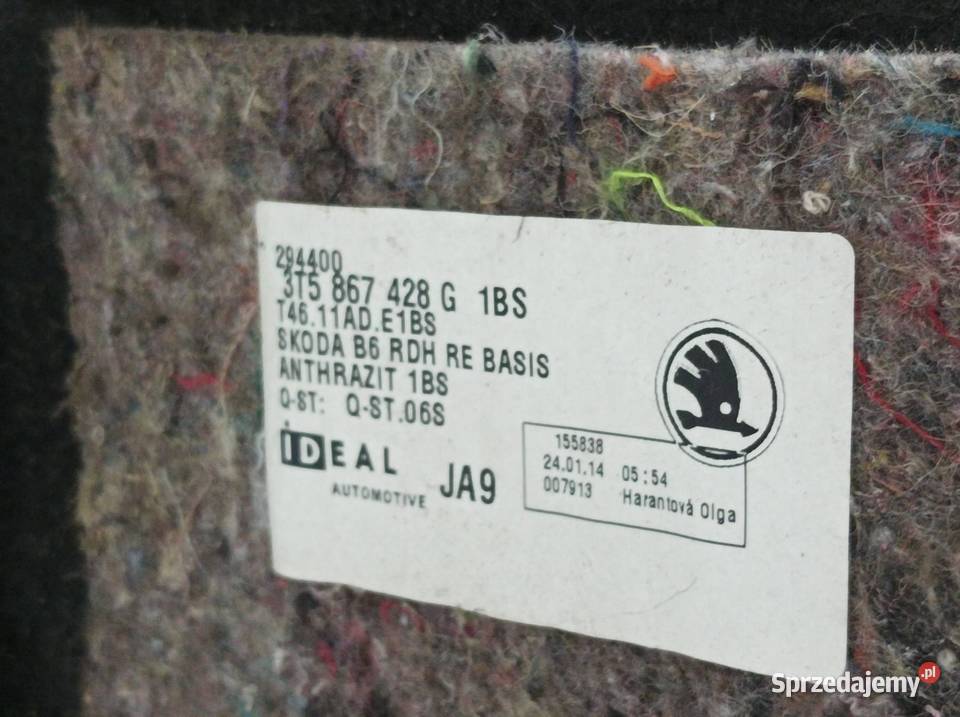 294400
3T5 867 428 G 1BS
T46.11AD.E1BS
SKODA B6 RDH RE BASIS
ANTHRAZIT 1BS
Q-ST: Q-ST.06S
iDEAL
AUTOMOTIVE
JA9
155838
24.01.14 05:54
007913 Harantová Olga
Sprzedajemy.pl